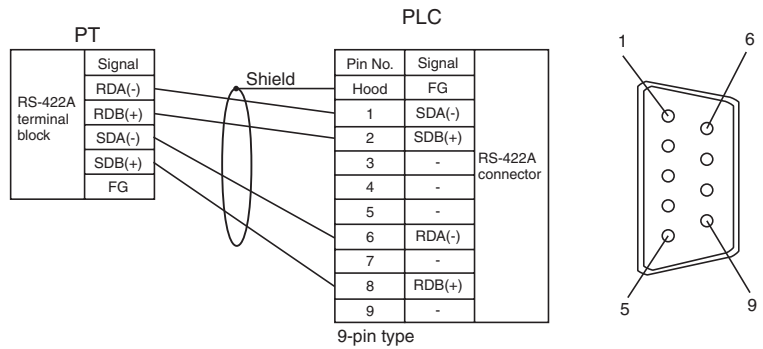 PT
PLC
RS-422A
terminal
block
Signal
RDA(-)
RDB(+)
SDA(-)
SDB(+)
FG
Shield
Pin No. Signal
Hood FG
1 SDA(-)
2 SDB(+)
3 -
4 -
5 -
6 RDA(-)
7 -
8 RDB(+)
9 -
RS-422A
connector
9-pin type
1 6
5 9